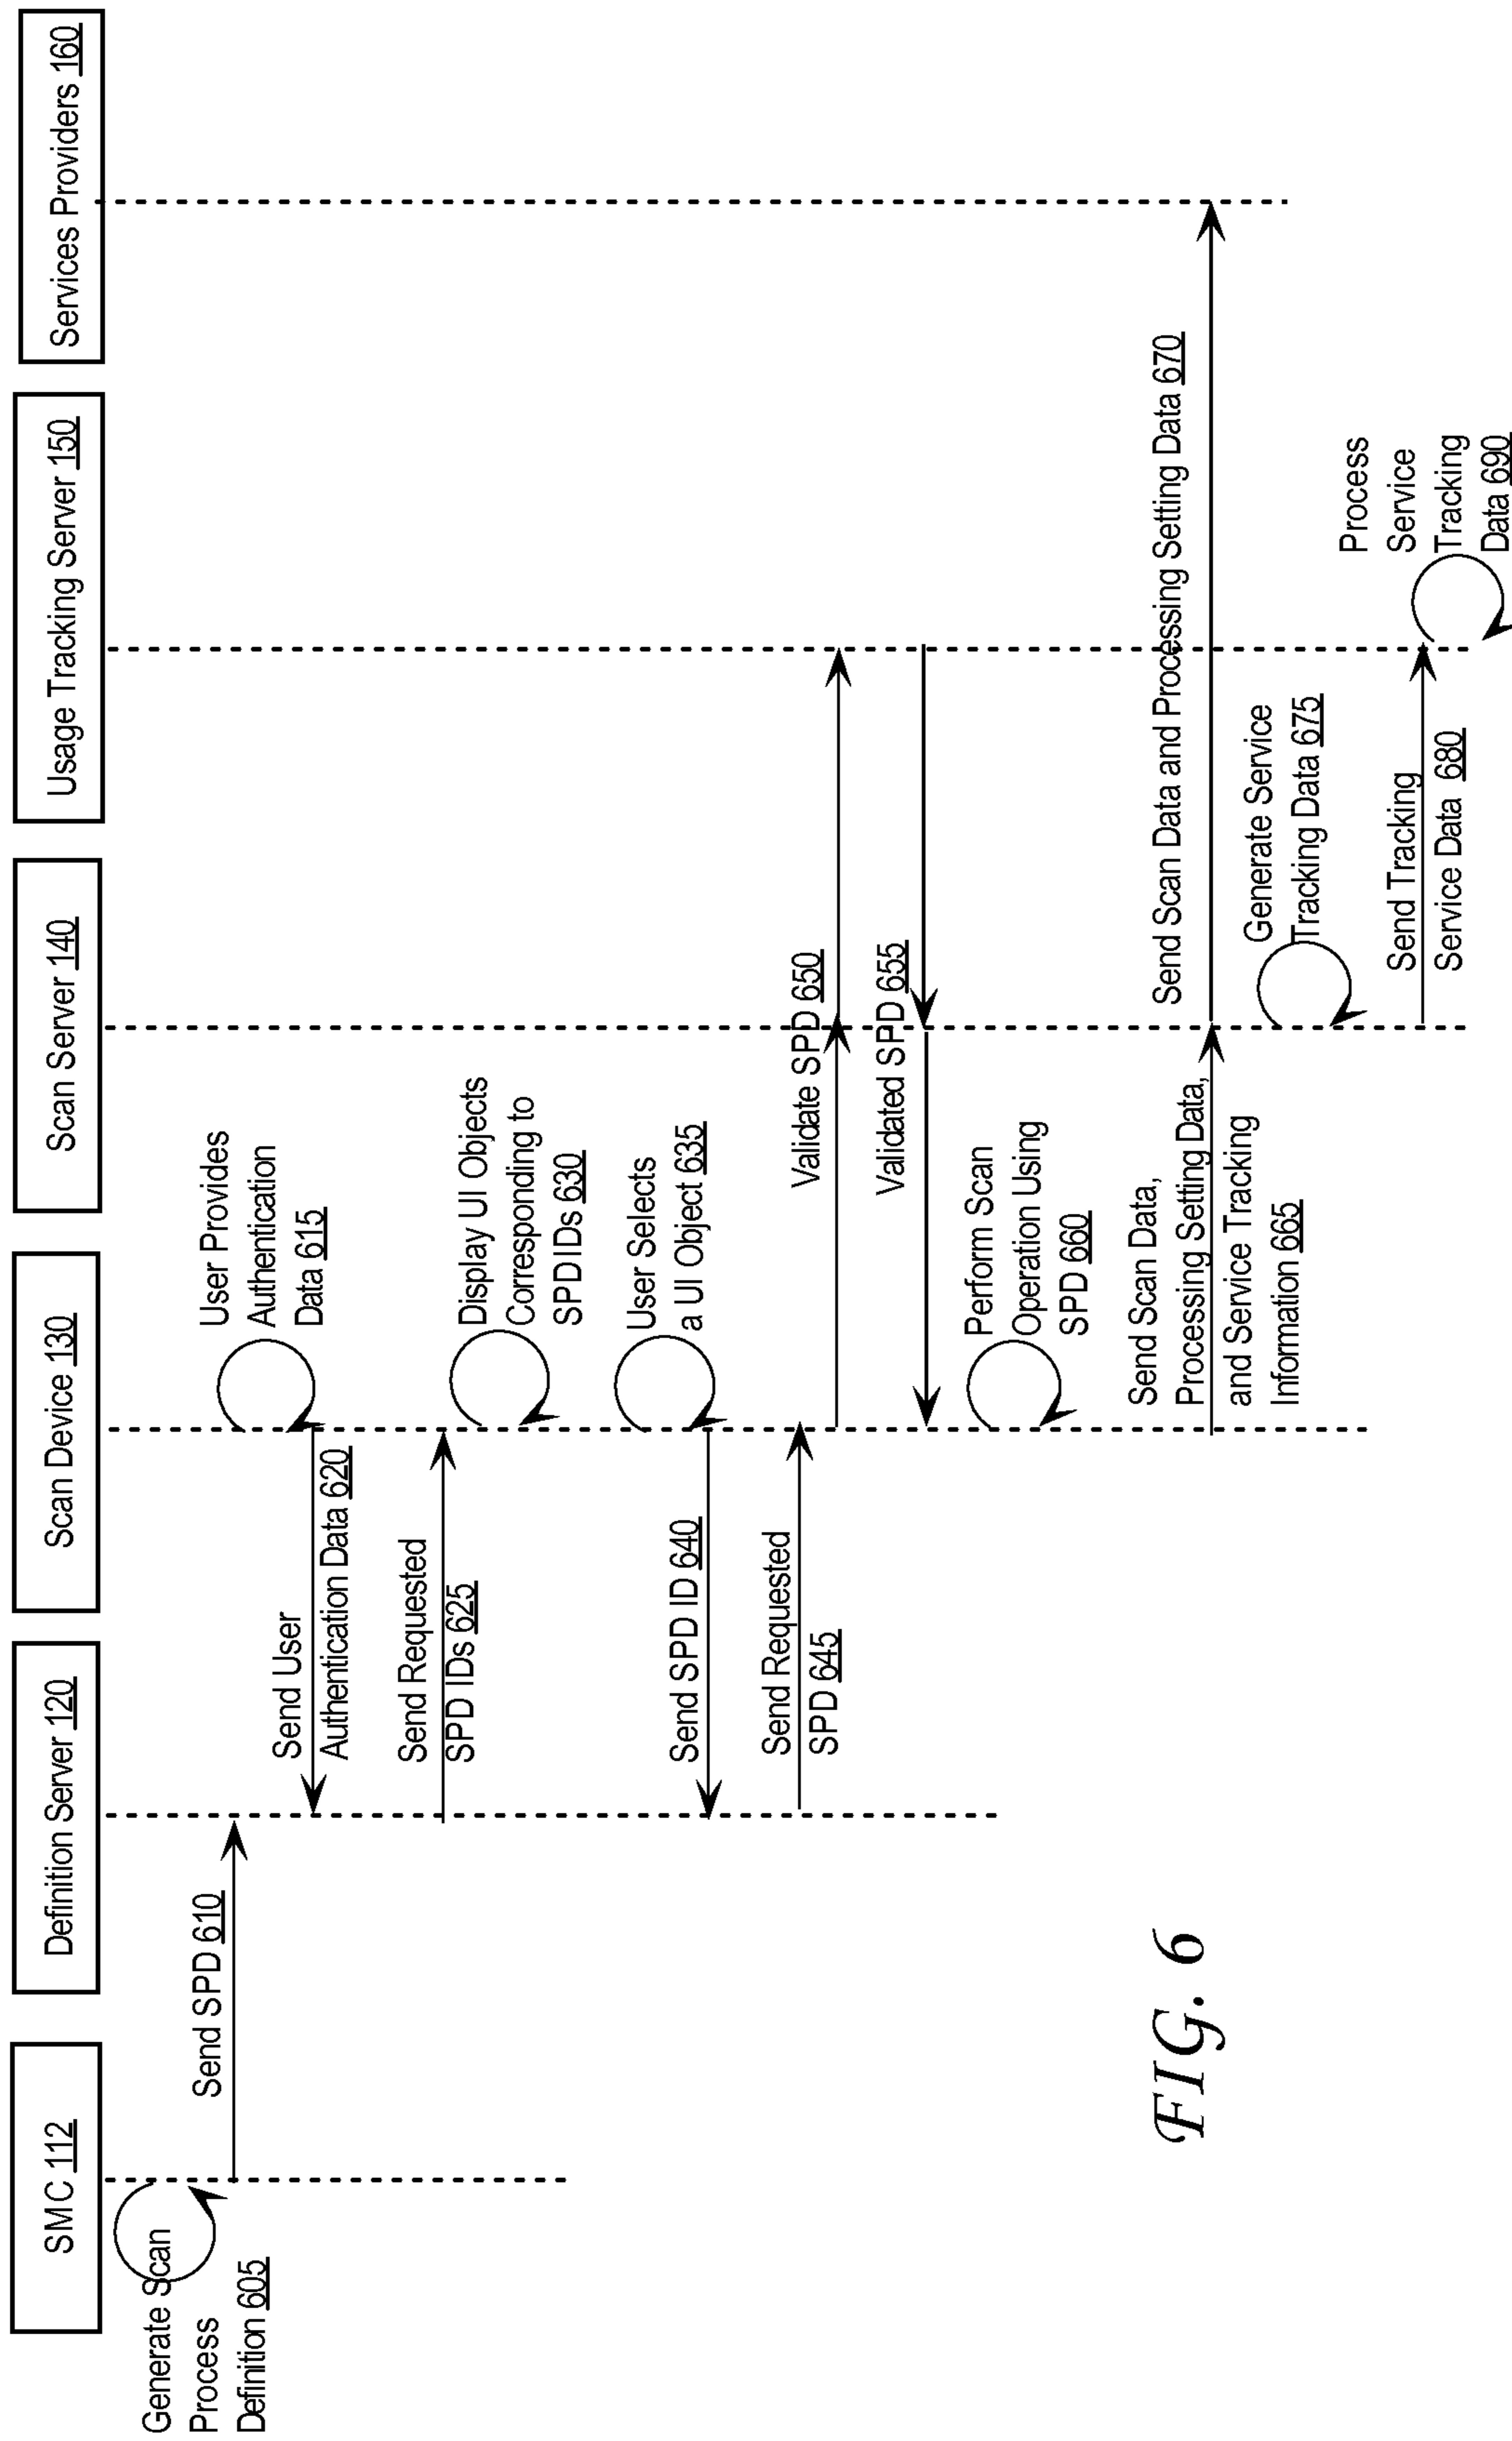 SMC 112
Definition Server 120
Scan Device 130
Scan Server 140
Usage Tracking Server 150
Services Providers 160
Generate Scan
Process
Definition 605
Send SPD 610
User Provides
Authentication
Data 615
Send User
Authentication Data 620
Send Requested
SPD IDs 625
Display UI Objects
Corresponding to
SPD IDs 630
User Selects
a UI Object 635
Send SPD ID 640
Send Requested
SPD 645
Validate SPD 650
Validated SPD 655
Perform Scan
Operation Using
SPD 660
Send Scan Data,
Processing Setting Data,
and Service Tracking
Information 665
Send Scan Data and Processing Setting Data 670
Generate Service
Tracking Data 675
Send Tracking
Service Data 680
Process
Service
Tracking
Data 690
FIG. 6